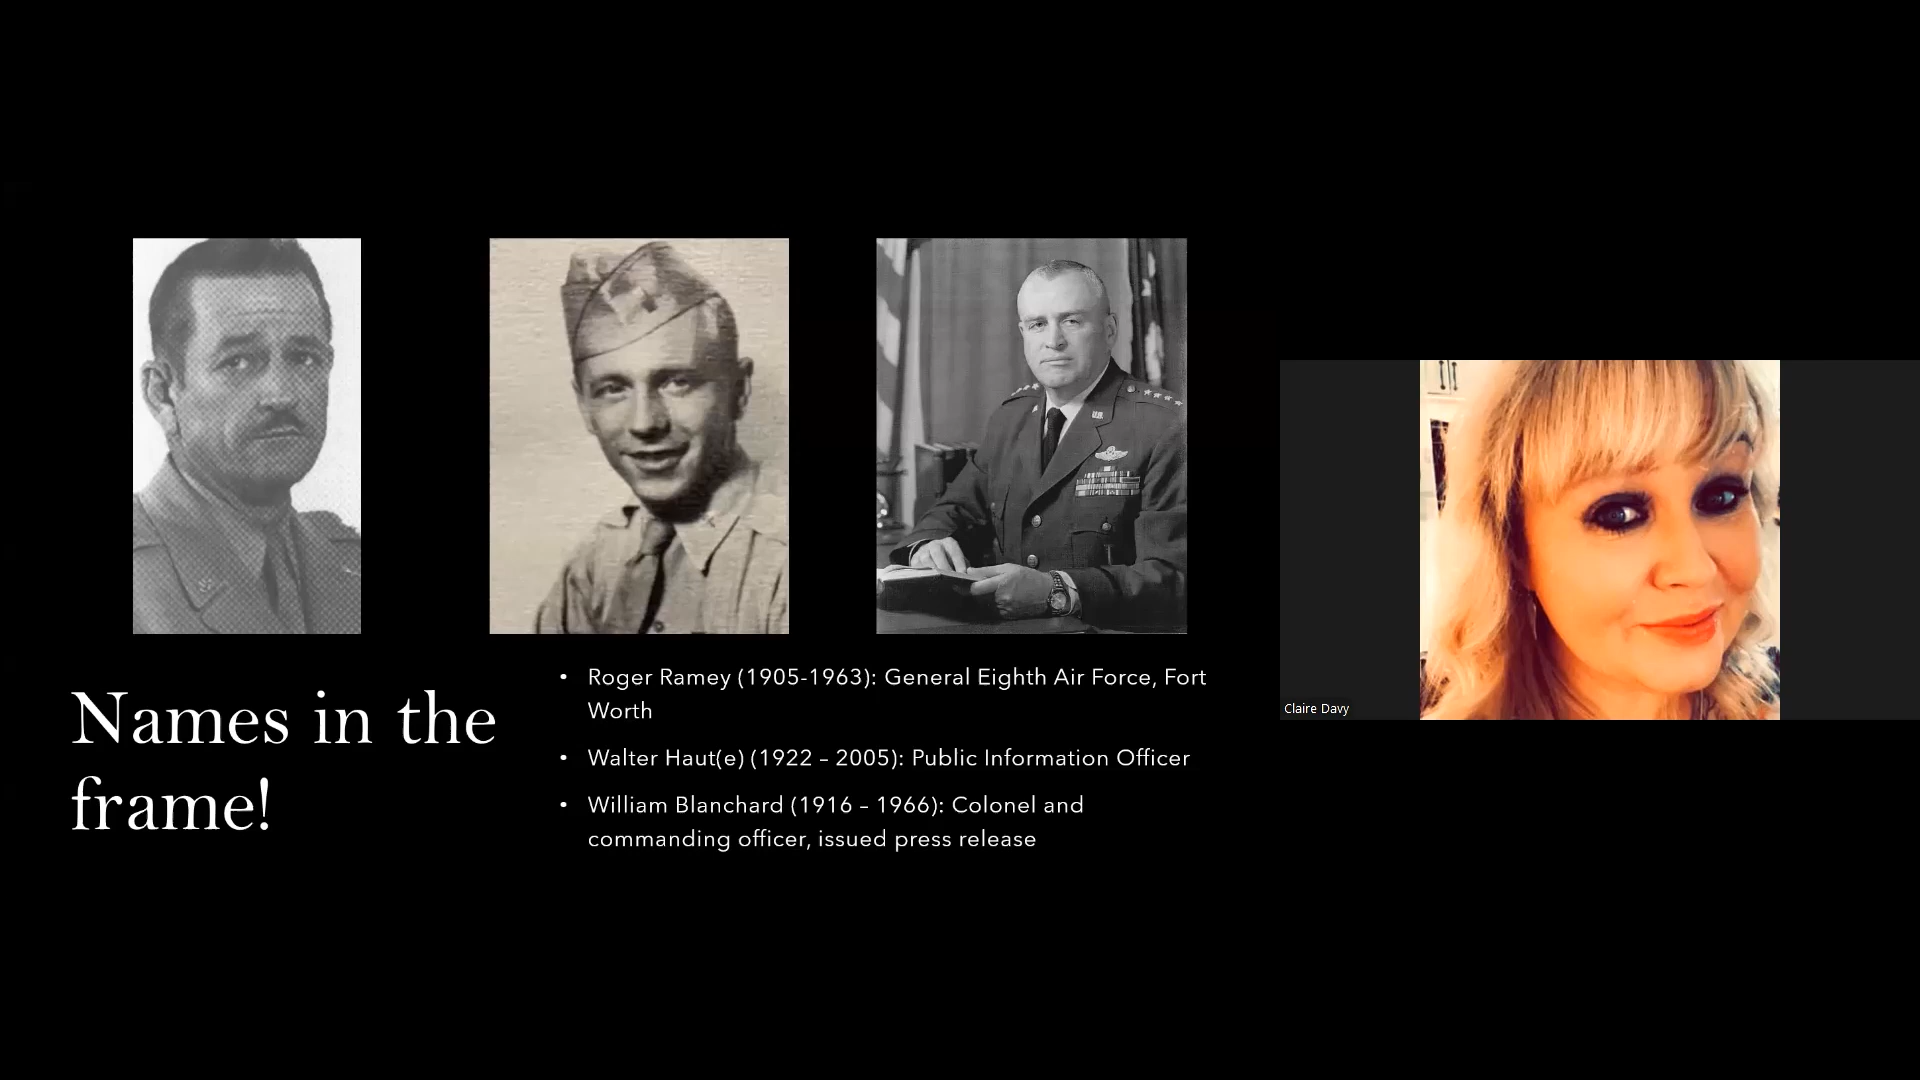 Names in the
frame!
• Roger Ramey (1905-1963): General Eighth Air Force, Fort
Worth
• Walter Haut(e) (1922 – 2005): Public Information Officer
• William Blanchard (1916 – 1966): Colonel and
commanding officer, issued press release
Claire Davy